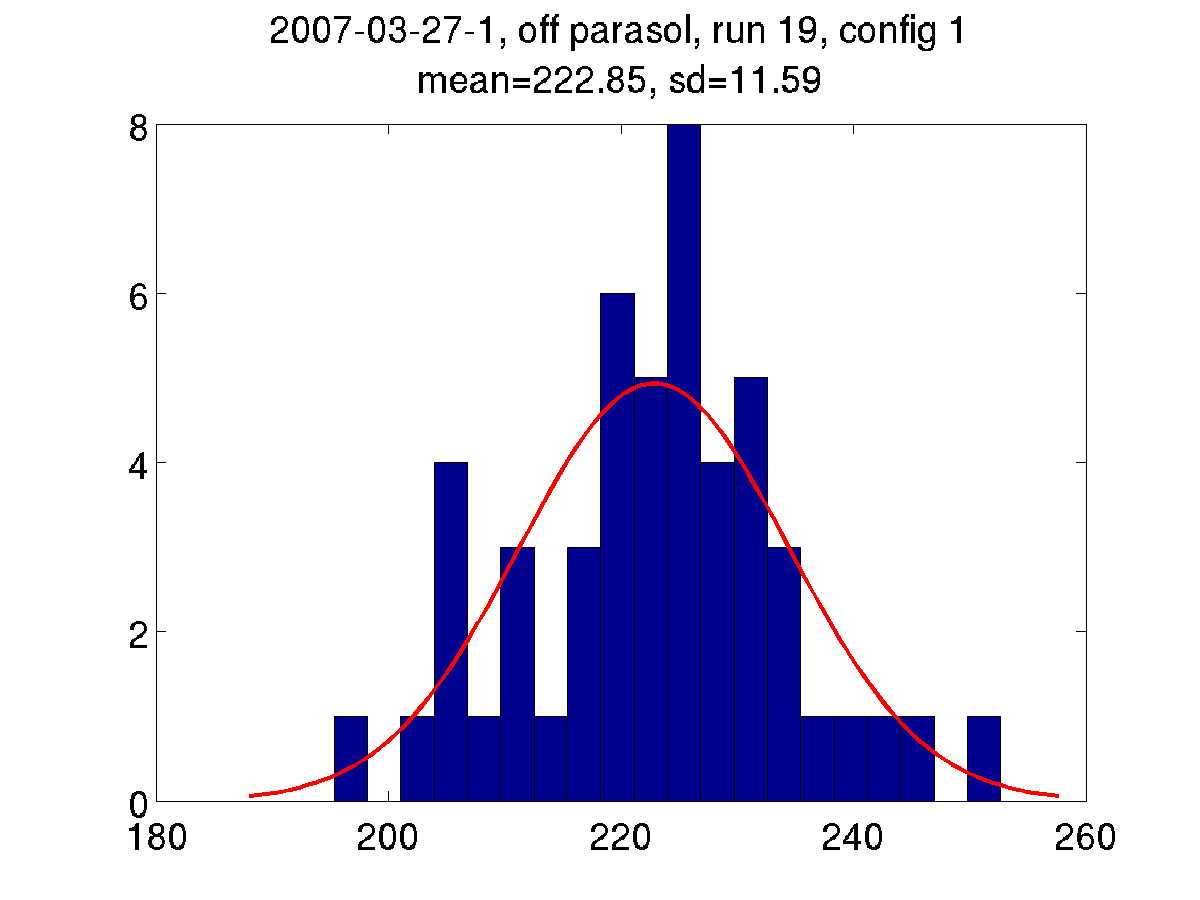 2007-03-27-1, off parasol, run 19, config 1
mean=222.85, sd=11.59
8
6
4
2
0
180 200 220 240 260